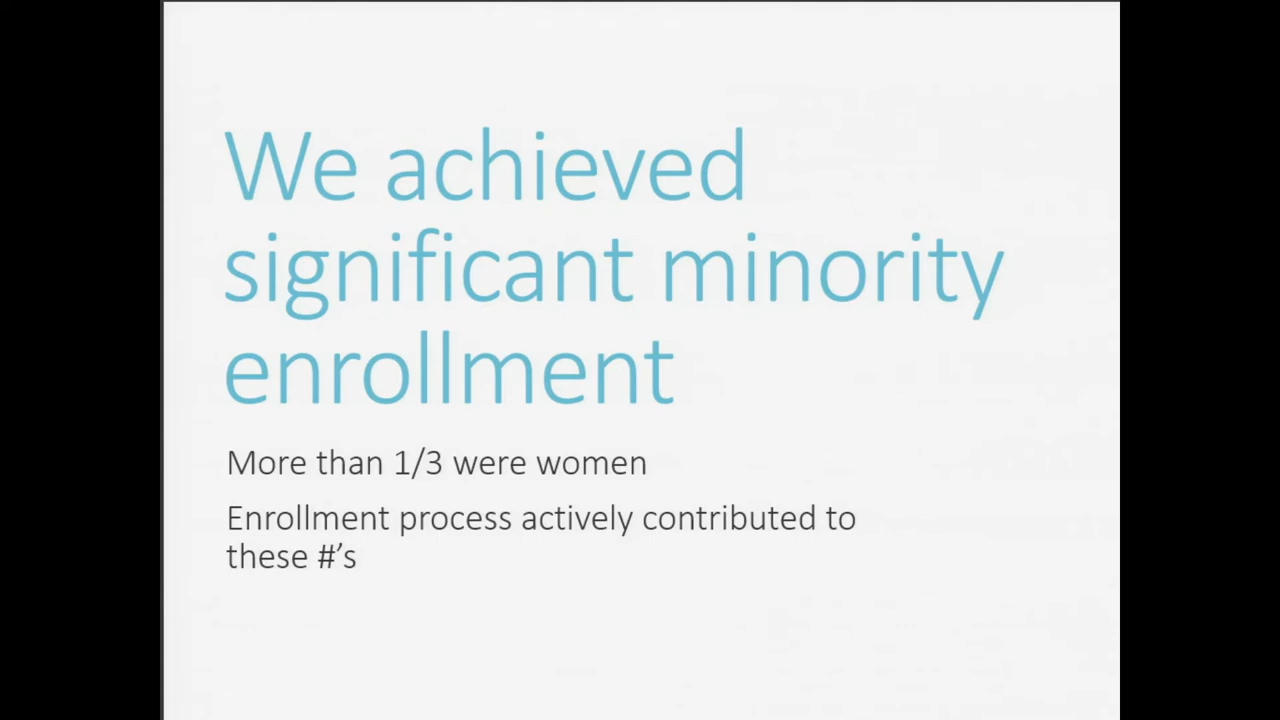 We achieved
significant minority
enrollment
More than 1/3 were women
Enrollment process actively contributed to
these #’s